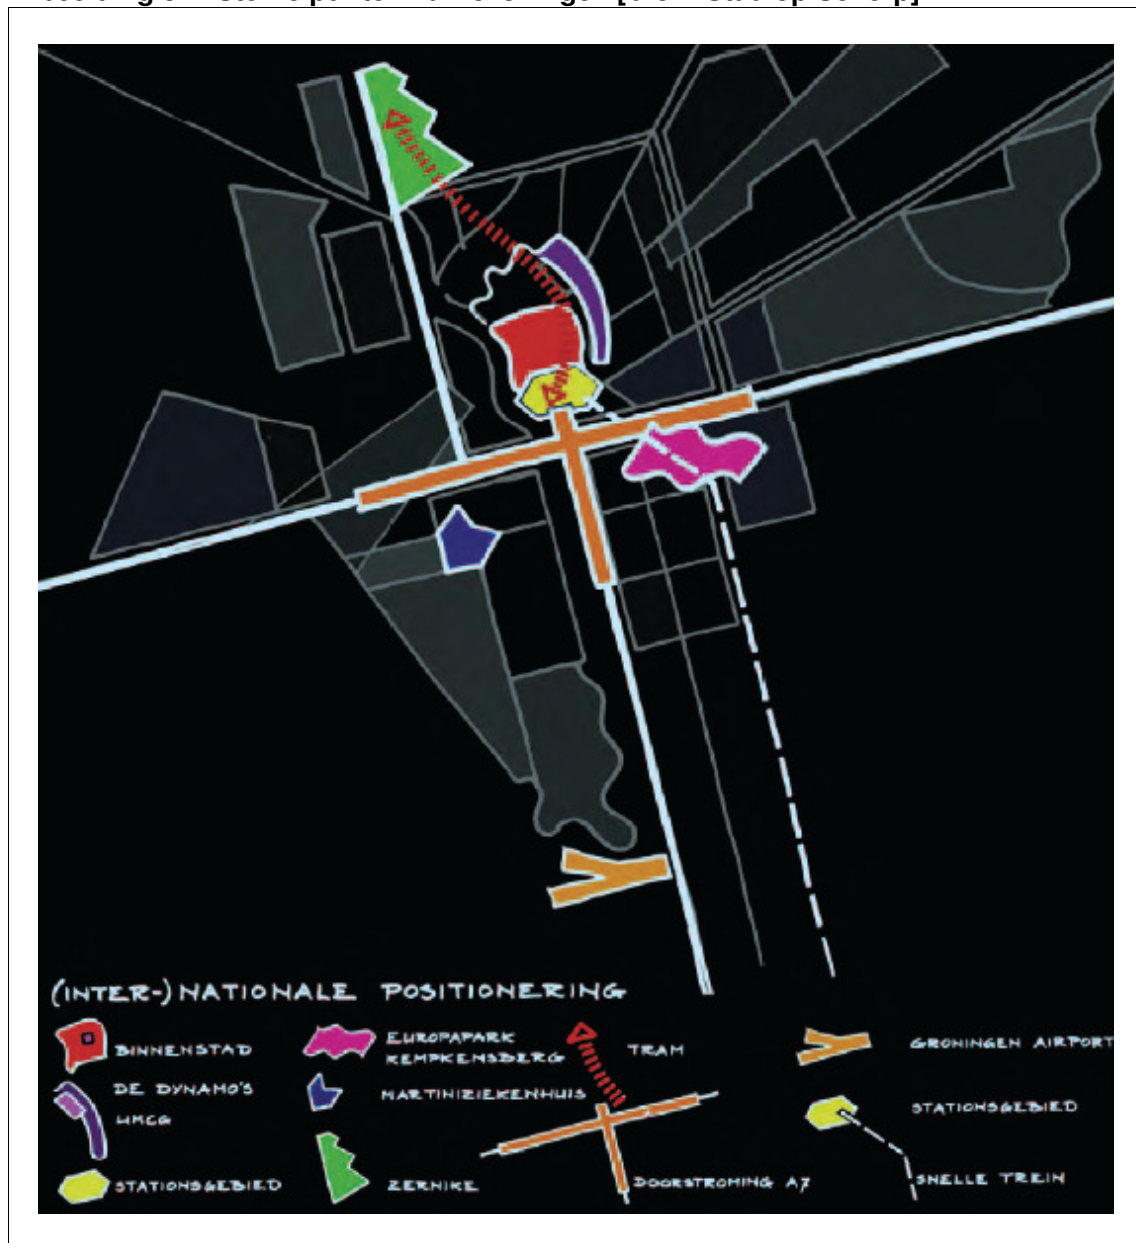 (INTER-)NATIONALE POSITIONERING
BINNENSTAD
DE DYNAMO'S
UMCG
STATIONSGEBIED
EUROPAPARK
KEMPKENSBERG
MARTINIZIEKENHUIS
ZERNIKE
TRAM
DOORSTROMING A7
GRONINGEN AIRPORT
STATIONSGEBIED
SNELLE TREIN